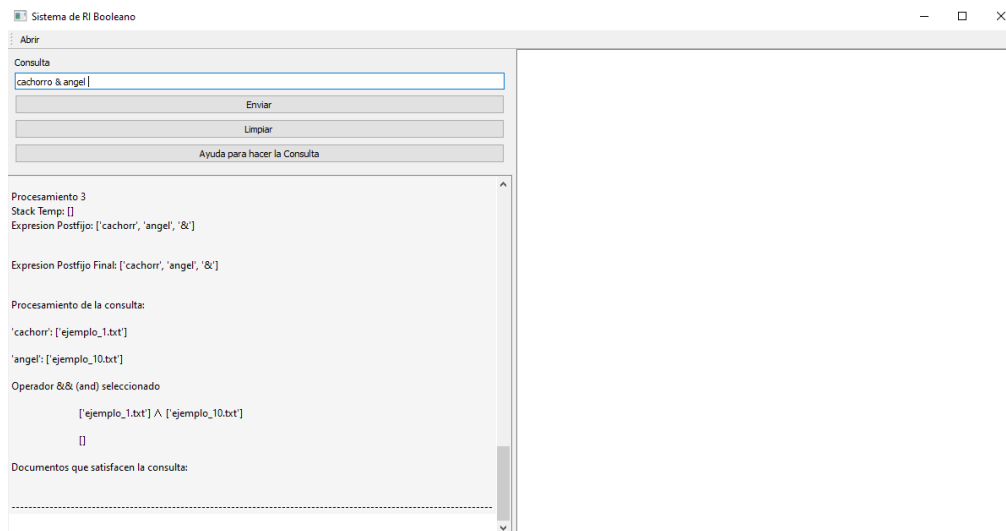 Sistema de RI Booleano
Abrir
Consulta
cachorro & angel
Enviar
Limpiar
Ayuda para hacer la Consulta
Procesamiento 3
Stack Temp: []
Expresion Postfijo: ['cachorr', 'angel', '&']
Expresion Postfijo Final: ['cachorr', 'angel', '&']
Procesamiento de la consulta:
'cachorr': ['ejemplo_1.txt']
'angel': ['ejemplo_10.txt']
Operador && (and) seleccionado
['ejemplo_1.txt'] ∧ ['ejemplo_10.txt']
[]
Documentos que satisfacen la consulta: